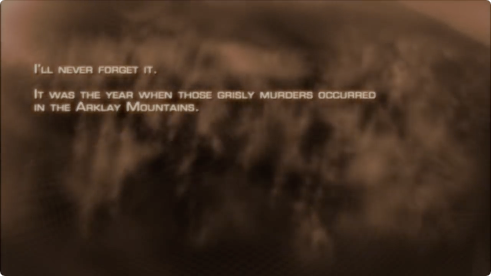 I'll never forget it.
It was the year when those grisly murders occurred
in the Arklay Mountains.